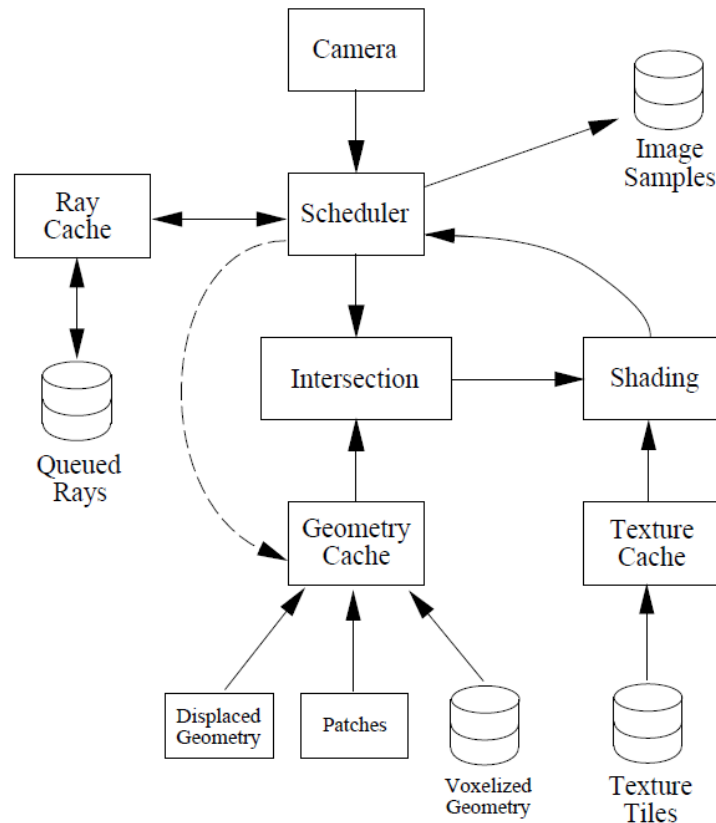 Camera
Image
Samples
Ray
Cache
Scheduler
Intersection
Shading
Queued
Rays
Geometry
Cache
Texture
Cache
Displaced
Geometry
Patches
Voxelized
Geometry
Texture
Tiles